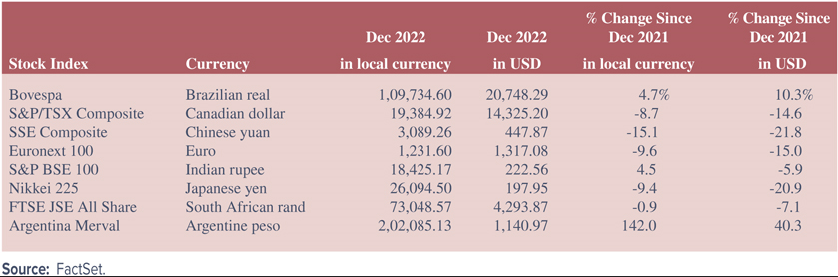 % Change Since % Change Since
Dec 2022 Dec 2022 Dec 2021 Dec 2021
Stock Index Currency in local currency in USD in local currency in USD
Bovespa Brazilian real 1,09,734.60 20,748.29 4.7% 10.3%
S&P/TSX Composite Canadian dollar 19,384.92 14,325.20 -8.7 -14.6
SSE Composite Chinese yuan 3,089.26 447.87 -15.1 -21.8
Euronext 100 Euro 1,231.60 1,317.08 -9.6 -15.0
S&P BSE 100 Indian rupee 18,425.17 222.56 4.5 -5.9
Nikkei 225 Japanese yen 26,094.50 197.95 -9.4 -20.9
FTSE JSE All Share South African rand 73,048.57 4,293.87 -0.9 -7.1
Argentina Merval Argentine peso 2,02,085.13 1,140.97 142.0 40.3
Source: FactSet.